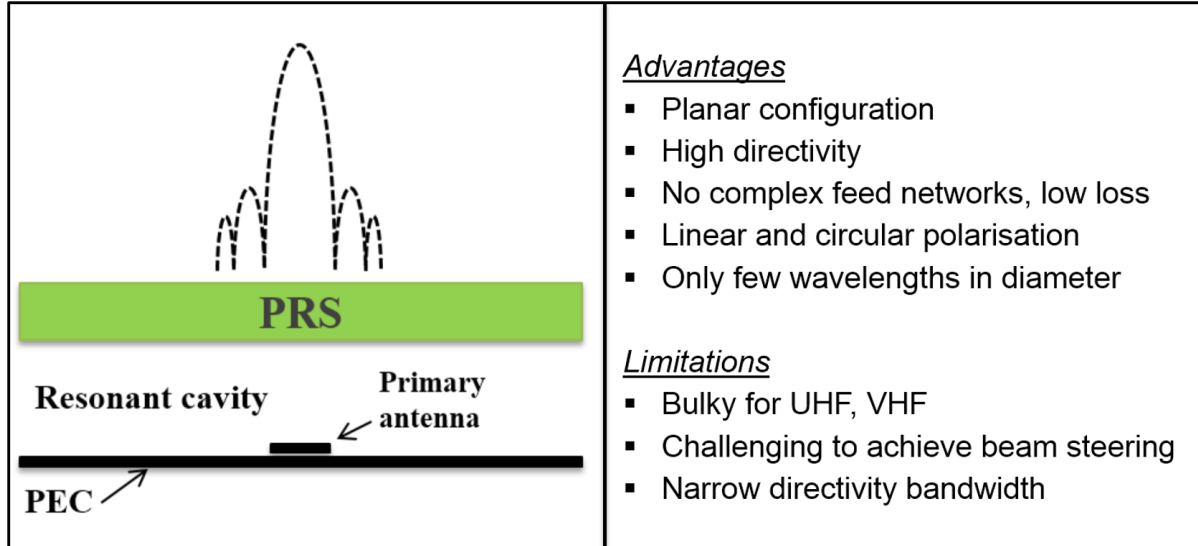 PRS
Resonant cavity
Primary
antenna
PEC
Advantages
▪ Planar configuration
▪ High directivity
▪ No complex feed networks, low loss
▪ Linear and circular polarisation
▪ Only few wavelengths in diameter
Limitations
▪ Bulky for UHF, VHF
▪ Challenging to achieve beam steering
▪ Narrow directivity bandwidth